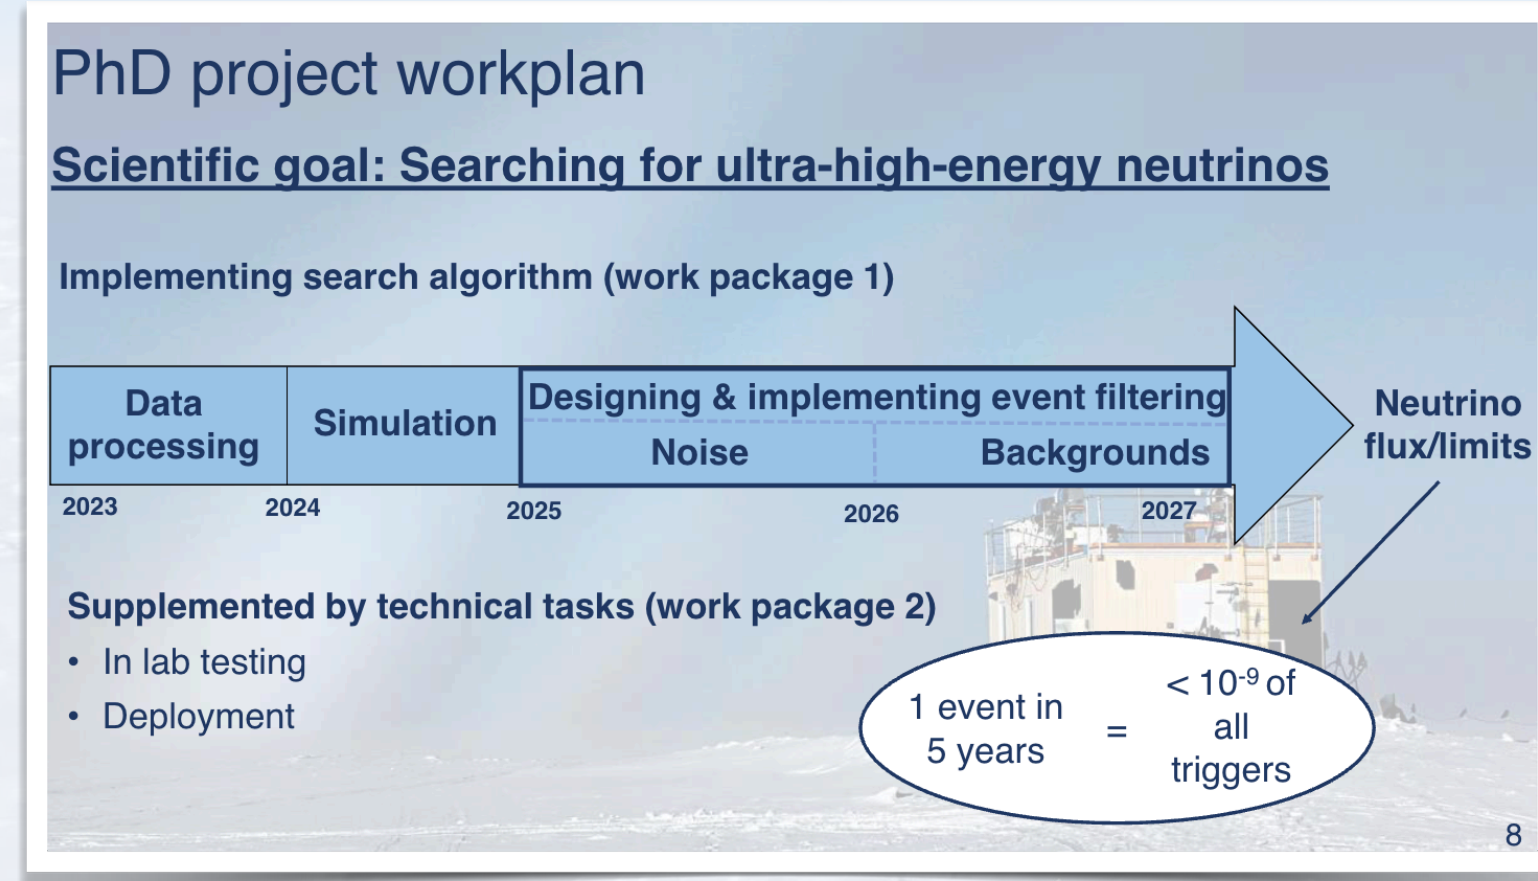 PhD project workplan
Scientific goal: Searching for ultra-high-energy neutrinos
Implementing search algorithm (work package 1)
Data
processing
Simulation
Designing & implementing event filtering
Noise
Backgrounds
Neutrino
flux/limits
2023
2024
2025
2026
2027
Supplemented by technical tasks (work package 2)
• In lab testing
• Deployment
1 event in
5 years
=
< 10⁻⁹ of
all
triggers
8